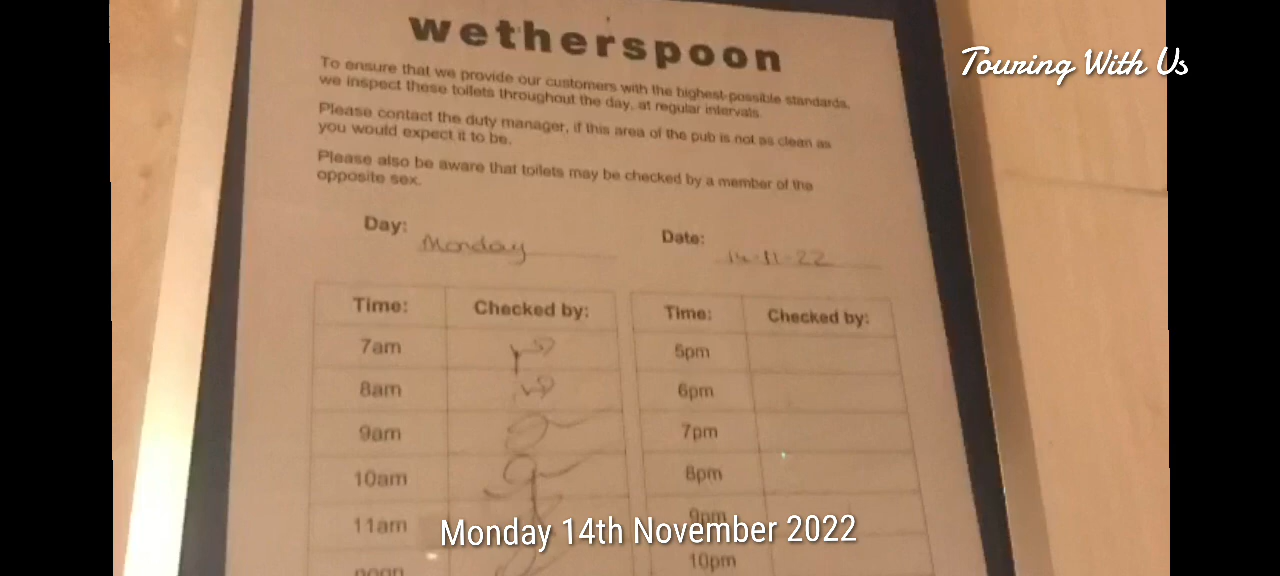 wetherspoon
Touring With Us
To ensure that we provide our customers with the highest possible standards,
we inspect these toilets throughout the day, at regular intervals.
Please contact the duty manager, if this area of the pub is not as clean as
you would expect it to be.
Please also be aware that toilets may be checked by a member of the
opposite sex.
Day: Monday Date: 14·11·22
Time: Checked by: Time: Checked by:
7am 5pm
8am 6pm
9am 7pm
10am 8pm
11am 9pm
noon 10pm
Monday 14th November 2022